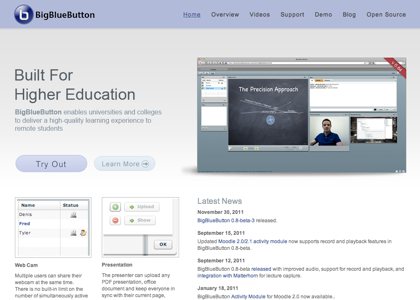 BigBlueButton
Home Overview Videos Support Demo Blog Open Source
Built For
Higher Education
BigBlueButton enables universities and colleges
to deliver a high-quality learning experience to
remote students
Try Out
Learn More
The Precision Approach
Name Status
Denis
Fred
Tyler
Upload
Show
OK
Web Cam
Multiple users can share their
webcam at the same time.
There is no built-in limit on the
number of simultaneously active
Presentation
The presenter can upload any
PDF presentation, office
document and keep everyone in
sync with their current page,
Latest News
November 30, 2011
BigBlueButton 0.8-beta-3 released.
September 15, 2011
Updated Moodle 2.0/2.1 activity module now supports record and playback features in
BigBlueButton 0.8-beta
September 12, 2011
BigBlueButton 0.8-beta released with improved audio, support for record and playback, and
integration with Matterhorn for lecture capture.
January 18, 2011
BigBlueButton Activity Module for Moodle 2.0 now available.